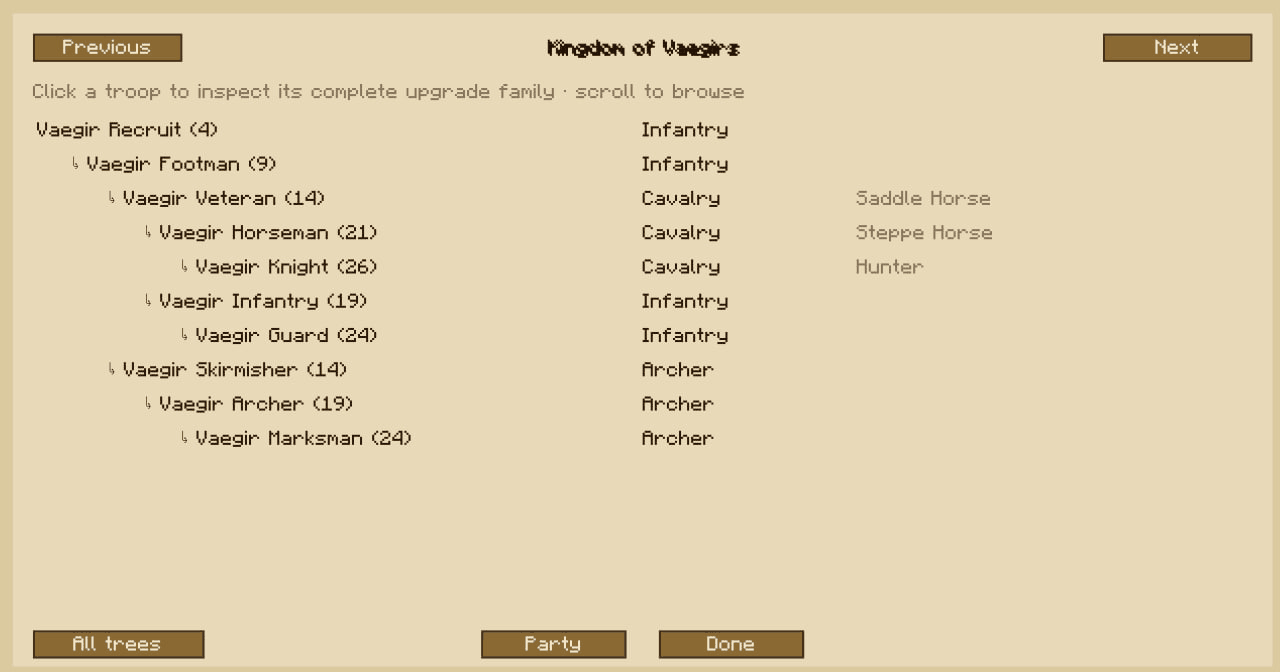 Previous
Kingdom of Vaegirs
Next
Click a troop to inspect its complete upgrade family · scroll to browse
Vaegir Recruit (4) Infantry
↳ Vaegir Footman (9) Infantry
↳ Vaegir Veteran (14) Cavalry Saddle Horse
↳ Vaegir Horseman (21) Cavalry Steppe Horse
↳ Vaegir Knight (26) Cavalry Hunter
↳ Vaegir Infantry (19) Infantry
↳ Vaegir Guard (24) Infantry
↳ Vaegir Skirmisher (14) Archer
↳ Vaegir Archer (19) Archer
↳ Vaegir Marksman (24) Archer
All trees
Party
Done